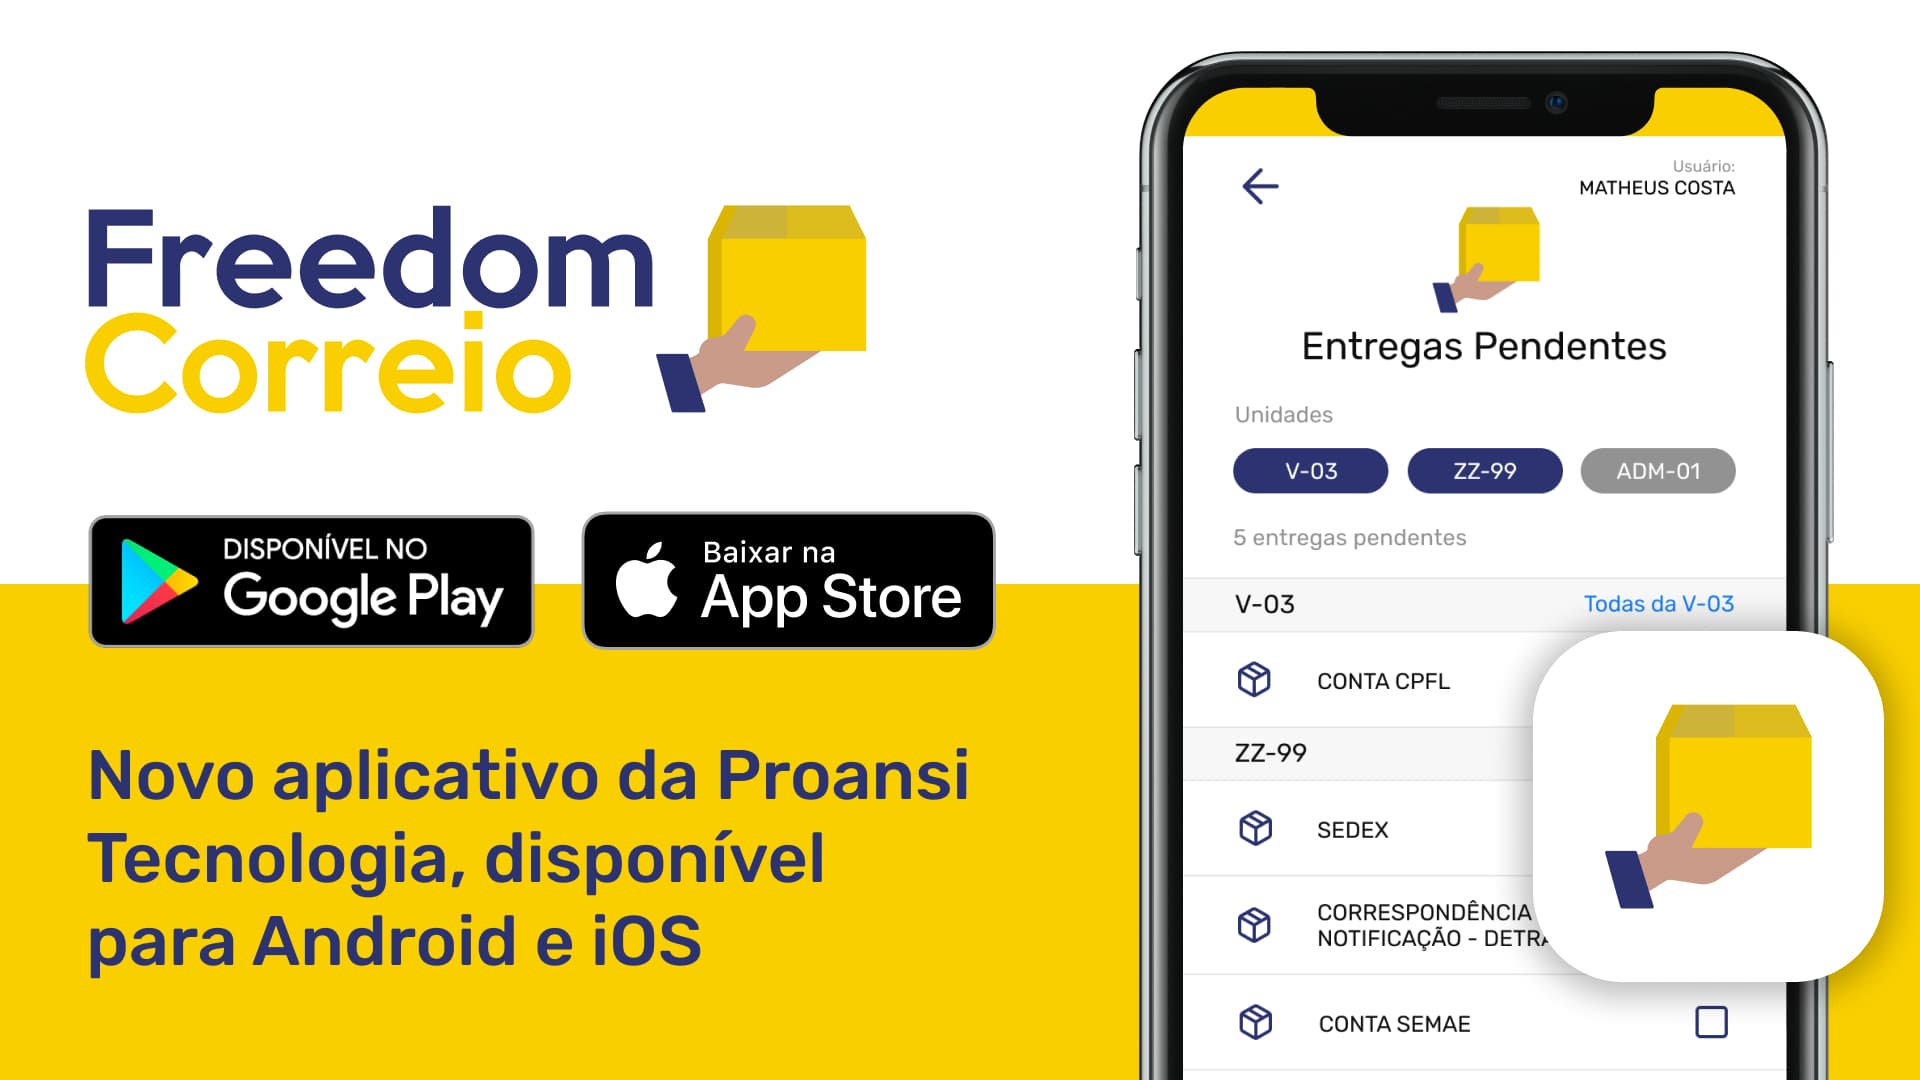 Freedom
Correio
DISPONÍVEL NO
Google Play
Baixar na
App Store
Novo aplicativo da Proansi
Tecnologia, disponível
para Android e iOS
Usuário:
MATHEUS COSTA
Entregas Pendentes
Unidades
V-03 ZZ-99 ADM-01
5 entregas pendentes
V-03 Todas da V-03
CONTA CPFL
ZZ-99
SEDEX
CORRESPONDÊNCIA
NOTIFICAÇÃO -
CONTA SEMAE